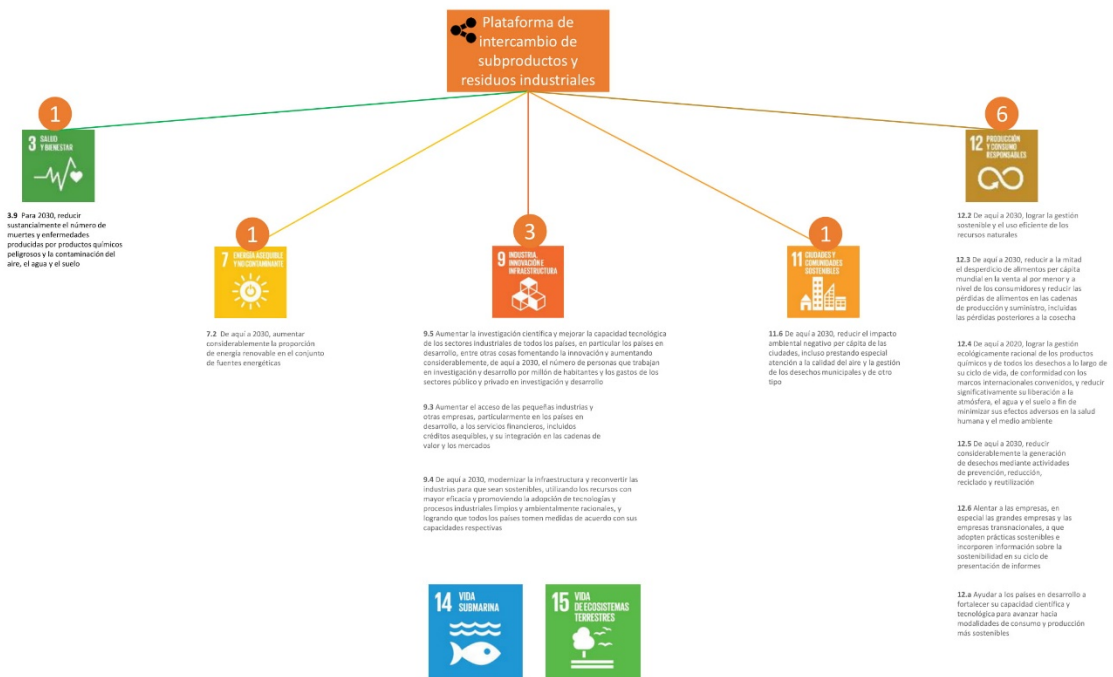 Plataforma de
intercambio de
subproductos y
residuos industriales
1
3 SALUD
Y BIENESTAR
3.9 Para 2030, reducir
sustancialmente el número de
muertes y enfermedades
producidas por productos químicos
peligrosos y la contaminación del
aire, el agua y el suelo
1
7 ENERGÍA ASEQUIBLE
Y NO CONTAMINANTE
7.2 De aquí a 2030, aumentar
considerablemente la proporción
de energía renovable en el conjunto
de fuentes energéticas
3
9 INDUSTRIA,
INNOVACIÓN E
INFRAESTRUCTURA
9.5 Aumentar la investigación científica y mejorar la capacidad tecnológica
de los sectores industriales de todos los países, en particular los países en
desarrollo, entre otras cosas fomentando la innovación y aumentando
considerablemente, de aquí a 2030, el número de personas que trabajan
en investigación y desarrollo por millón de habitantes y los gastos de los
sectores público y privado en investigación y desarrollo
9.3 Aumentar el acceso de las pequeñas industrias y
otras empresas, particularmente en los países en
desarrollo, a los servicios financieros, incluidos
créditos asequibles, y su integración en las cadenas de
valor y los mercados
9.4 De aquí a 2030, modernizar la infraestructura y reconvertir las
industrias para que sean sostenibles, utilizando los recursos con
mayor eficacia y promoviendo la adopción de tecnologías y
procesos industriales limpios y ambientalmente racionales, y
logrando que todos los países tomen medidas de acuerdo con sus
capacidades respectivas
1
11 CIUDADES Y
COMUNIDADES
SOSTENIBLES
11.6 De aquí a 2030, reducir el impacto
ambiental negativo per cápita de las
ciudades, incluso prestando especial
atención a la calidad del aire y la gestión
de los desechos municipales y de otro
tipo
6
12 PRODUCCIÓN
Y CONSUMO
RESPONSABLES
12.2 De aquí a 2030, lograr la gestión
sostenible y el uso eficiente de los
recursos naturales
12.3 De aquí a 2030, reducir a la mitad
el desperdicio de alimentos per cápita
mundial en la venta al por menor y a
nivel de los consumidores y reducir las
pérdidas de alimentos en las cadenas
de producción y suministro, incluidas
las pérdidas posteriores a la cosecha
12.4 De aquí a 2020, lograr la gestión
ecológicamente racional de los productos
químicos y de todos los desechos a lo largo de
su ciclo de vida, de conformidad con los
marcos internacionales convenidos, y reducir
significativamente su liberación a la
atmósfera, el agua y el suelo a fin de
minimizar sus efectos adversos en la salud
humana y el medio ambiente
12.5 De aquí a 2030, reducir
considerablemente la generación
de desechos mediante actividades
de prevención, reducción,
reciclado y reutilización
12.6 Alentar a las empresas, en
especial las grandes empresas y las
empresas transnacionales, a que
adopten prácticas sostenibles e
incorporen información sobre la
sostenibilidad en su ciclo de
presentación de informes
12.a Ayudar a los países en desarrollo a
fortalecer su capacidad científica y
tecnológica para avanzar hacia
modalidades de consumo y producción
más sostenibles
14 VIDA
SUBMARINA
15 VIDA
DE ECOSISTEMAS
TERRESTRES